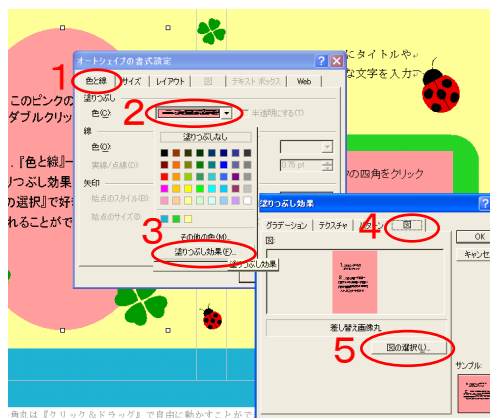 1
2
3
4
5
にタイトルや
な文字を入力
このピンクの
ダブルクリッ
.『色と線』
りつぶし効果
の選択』で好
れることがで
の四角をクリック
オートシェイプの書式設定
色と線
サイズ
レイアウト
図
テキスト ボックス
Web
塗りつぶし
色(C):
半透明にする(T)
塗りつぶしなし
線
色(O):
実線/点線(D):
0.75 pt
矢印
始点のスタイル(B):
始点のサイズ(I):
その他の色(M)...
塗りつぶし効果(F)...
塗りつぶし効果
塗りつぶし効果
グラデーション
テクスチャ
パターン
図
図:
OK
キャンセ
差し替え画像丸
図の選択(L)...
サンプル:
角丸は『クリック＆ドラッグ』で自由に動かすことがで